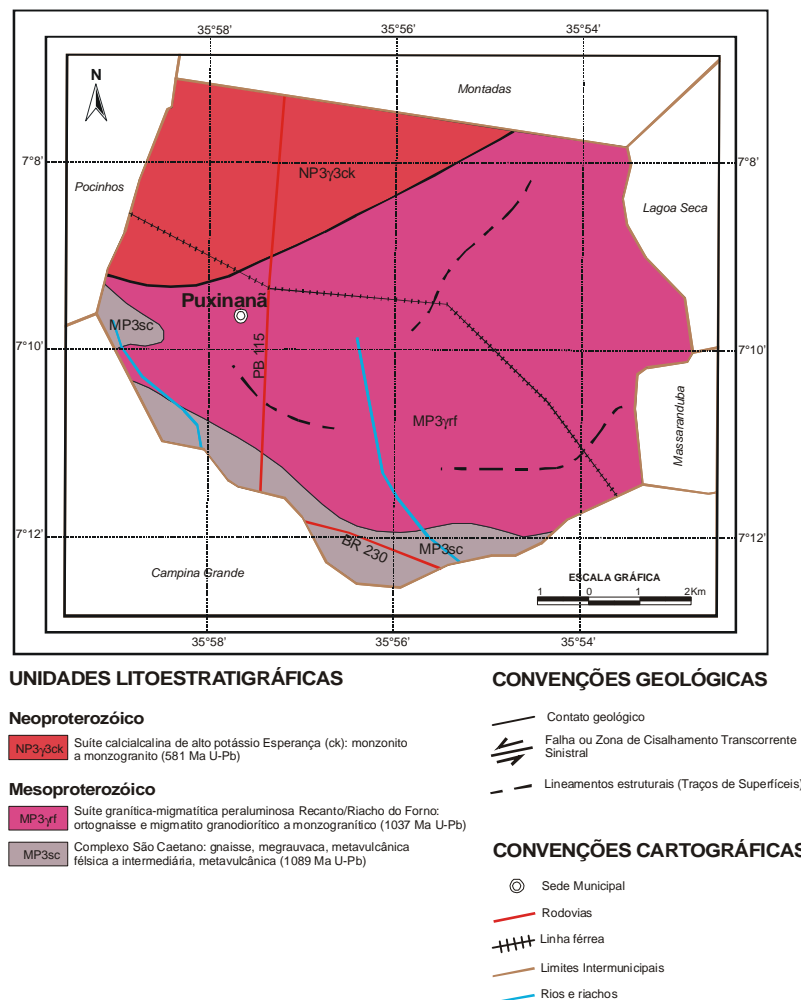 35°58'
35°56'
35°54'
N
Montadas
7°8'
7°8'
NP3γ3ck
Pocinhos
Lagoa Seca
Puxinanã
MP3sc
7°10'
7°10'
PB 115
MP3γrf
Massaranduba
7°12'
7°12'
BR 230
MP3sc
Campina Grande
ESCALA GRÁFICA
1 0 1 2Km
35°58'
35°56'
35°54'
UNIDADES LITOESTRATIGRÁFICAS
Neoproterozóico
NP3γ3ck
Suíte calcialcalina de alto potássio Esperança (ck): monzonito
a monzogranito (581 Ma U-Pb)
Mesoproterozóico
MP3γrf
Suíte granítica-migmatítica peraluminosa Recanto/Riacho do Forno:
ortognaisse e migmatito granodiorítico a monzogranítico (1037 Ma U-Pb)
MP3sc
Complexo São Caetano: gnaisse, megrauvaca, metavulcânica
félsica a intermediária, metavulcânica (1089 Ma U-Pb)
CONVENÇÕES GEOLÓGICAS
Contato geológico
Falha ou Zona de Cisalhamento Transcorrente
Sinistral
Lineamentos estruturais (Traços de Superfíceis)
CONVENÇÕES CARTOGRÁFICAS
Sede Municipal
Rodovias
Linha férrea
Limites Intermunicipais
Rios e riachos